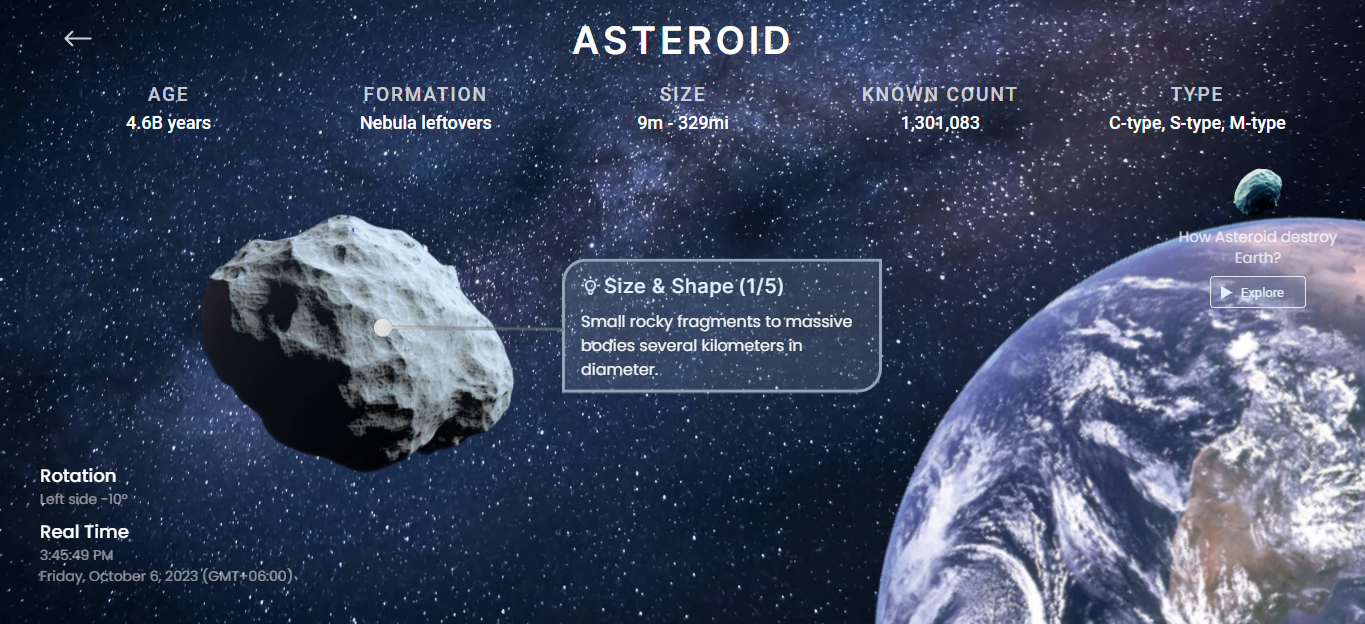 ASTEROID
AGE
4.6B years
FORMATION
Nebula leftovers
SIZE
9m - 329mi
KNOWN COUNT
1,301,083
TYPE
C-type, S-type, M-type
How Asteroid destroy
Earth?
Explore
Size & Shape (1/5)
Small rocky fragments to massive
bodies several kilometers in
diameter.
Rotation
Left side -10°
Real Time
3:45:49 PM
Friday, October 6, 2023 (GMT+06:00)